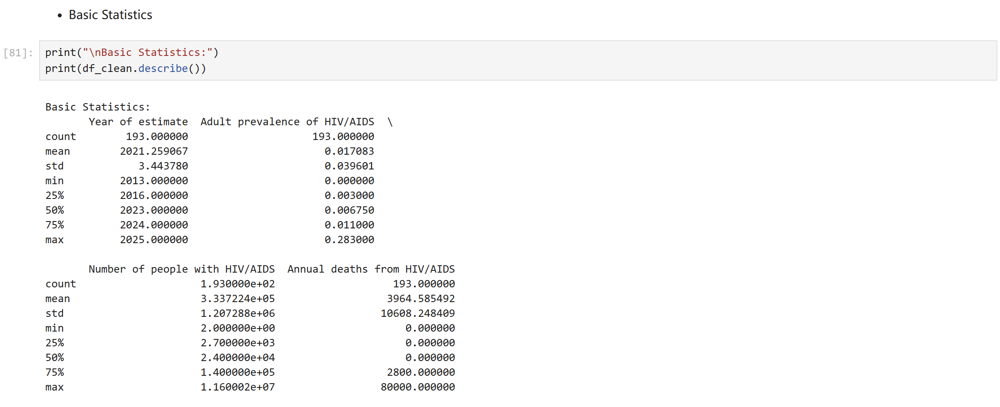 • Basic Statistics
[81]: print("\nBasic Statistics:")
print(df_clean.describe())
Basic Statistics:
       Year of estimate  Adult prevalence of HIV/AIDS  \
count        193.000000                    193.000000
mean        2021.259067                      0.017083
std            3.443780                      0.039601
min         2013.000000                      0.000000
25%         2016.000000                      0.003000
50%         2023.000000                      0.006750
75%         2024.000000                      0.011000
max         2025.000000                      0.283000
       Number of people with HIV/AIDS  Annual deaths from HIV/AIDS
count                    1.930000e+02                   193.000000
mean                     3.337224e+05                  3964.585492
std                      1.207288e+06                 10608.248409
min                      2.000000e+00                     0.000000
25%                      2.700000e+03                     0.000000
50%                      2.400000e+04                     0.000000
75%                      1.400000e+05                  2800.000000
max                      1.160002e+07                 80000.000000